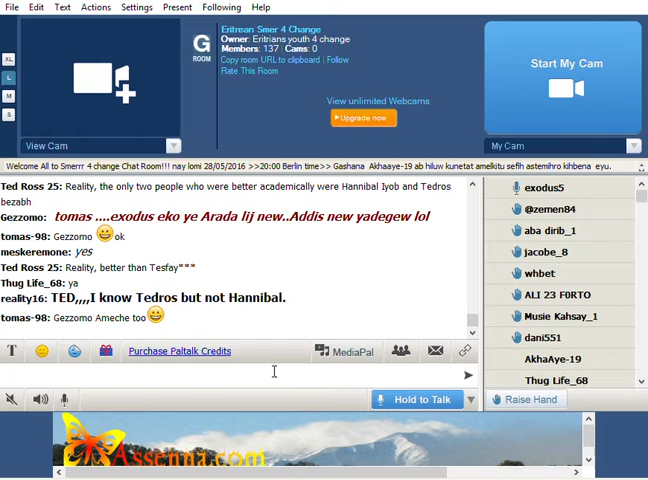 File Edit Text Actions Settings Present Following Help
XL
L
M
S
View Cam
G
ROOM
Eritrean Smer 4 Change
Owner: Eritrians youth 4 change
Members: 137 Cams: 0
Copy room URL to clipboard | Follow
Rate This Room
View unlimited Webcams
Upgrade now
Start My Cam
My Cam
Welcome All to Smerrr 4 change Chat Room!!! nay lomi 28/05/2016 >>20:00 Berlin time>> Gashana Akhaaye-19 ab hiluw kunetat amelkitu sefih astemihro kihbena eyu.
Ted Ross 25: Reality, the only two people who were better academically were Hannibal Iyob and Tedros
bezabh
Gezzomo: tomas ....exodus eko ye Arada lij new..Addis new yadegew lol
tomas-98: Gezzomo ok
meskeremone: yes
Ted Ross 25: Reality, better than Tesfay***
Thug Life_68: ya
reality16: TED,,,,I know Tedros but not Hannibal.
tomas-98: Gezzomo Ameche too
exodus5
@zemen84
aba dirib_1
jacobe_8
whbet
ALI 23 F0RTO
Musie Kahsay_1
dani551
AkhaAye-19
Thug Life_68
T
Purchase Paltalk Credits
MediaPal
Hold to Talk
Raise Hand
Assenna.com